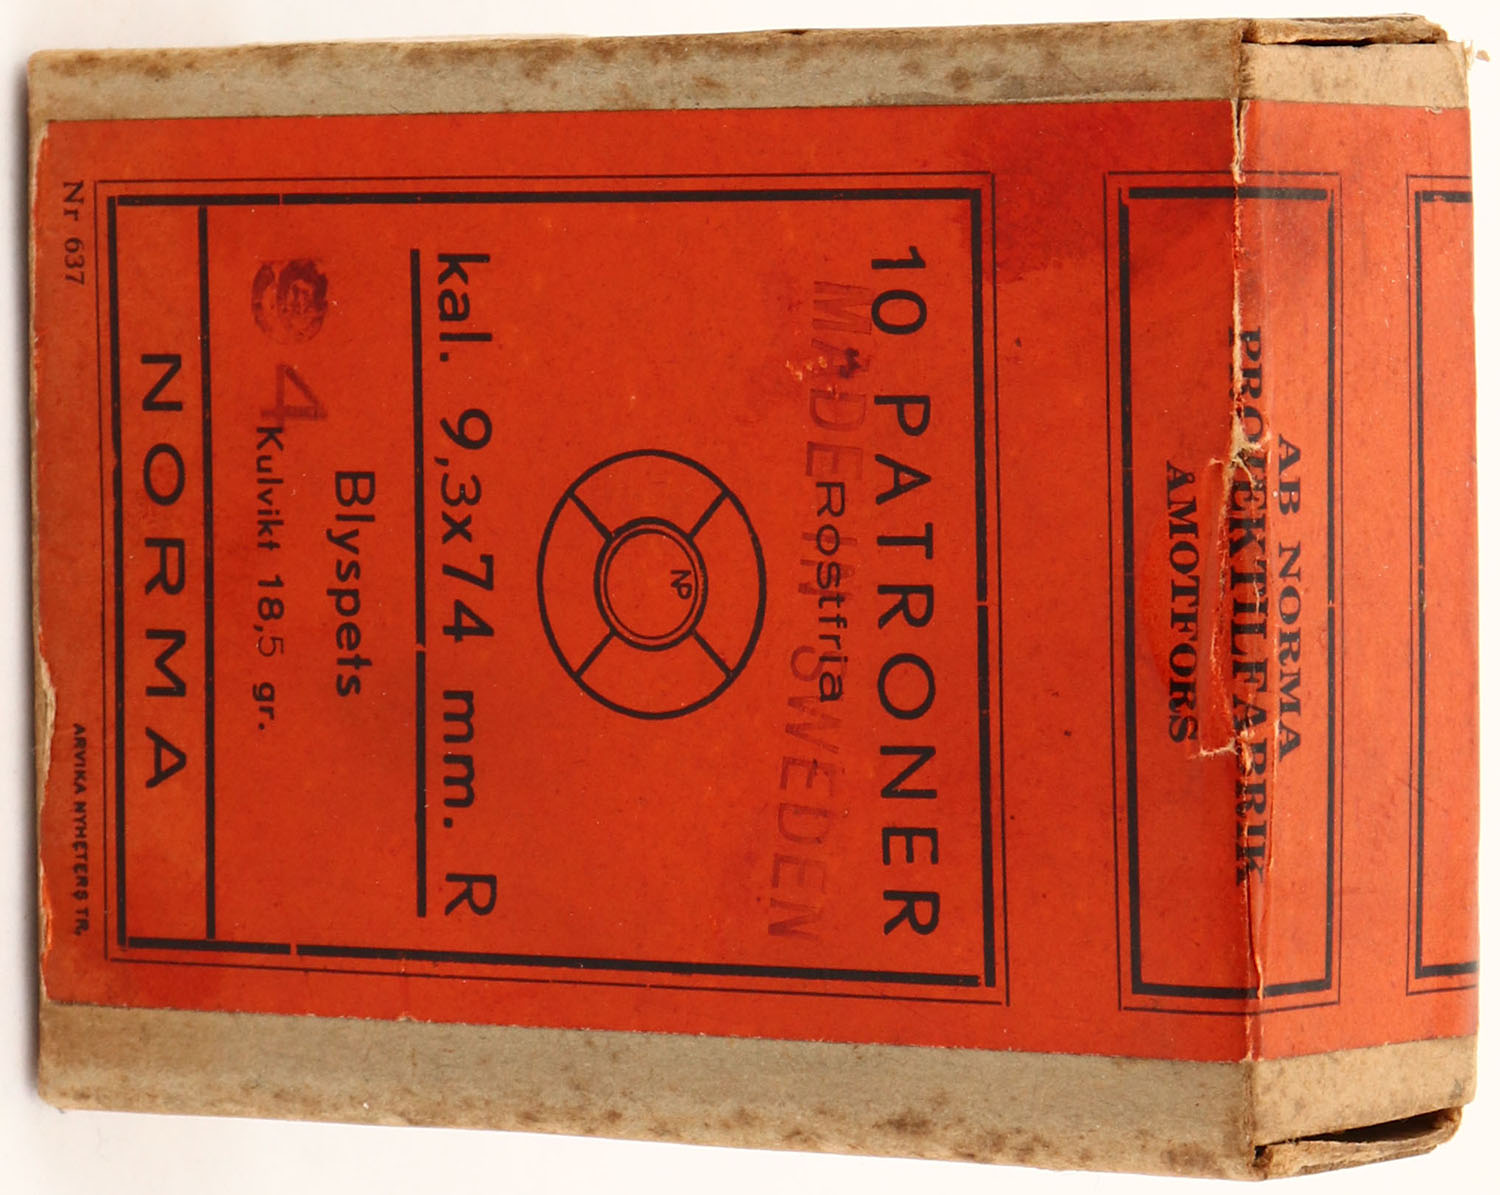 AB NORMA
PROJEKTILFABRIK
AMOTFORS
10 PATRONER
Rostfria
MADE IN SWEDEN
NP
kal. 9,3x74 mm. R
Blyspets
4
Kulvikt 18,5 gr.
NORMA
Nr 637
ARVIKA NYHETERS TR.